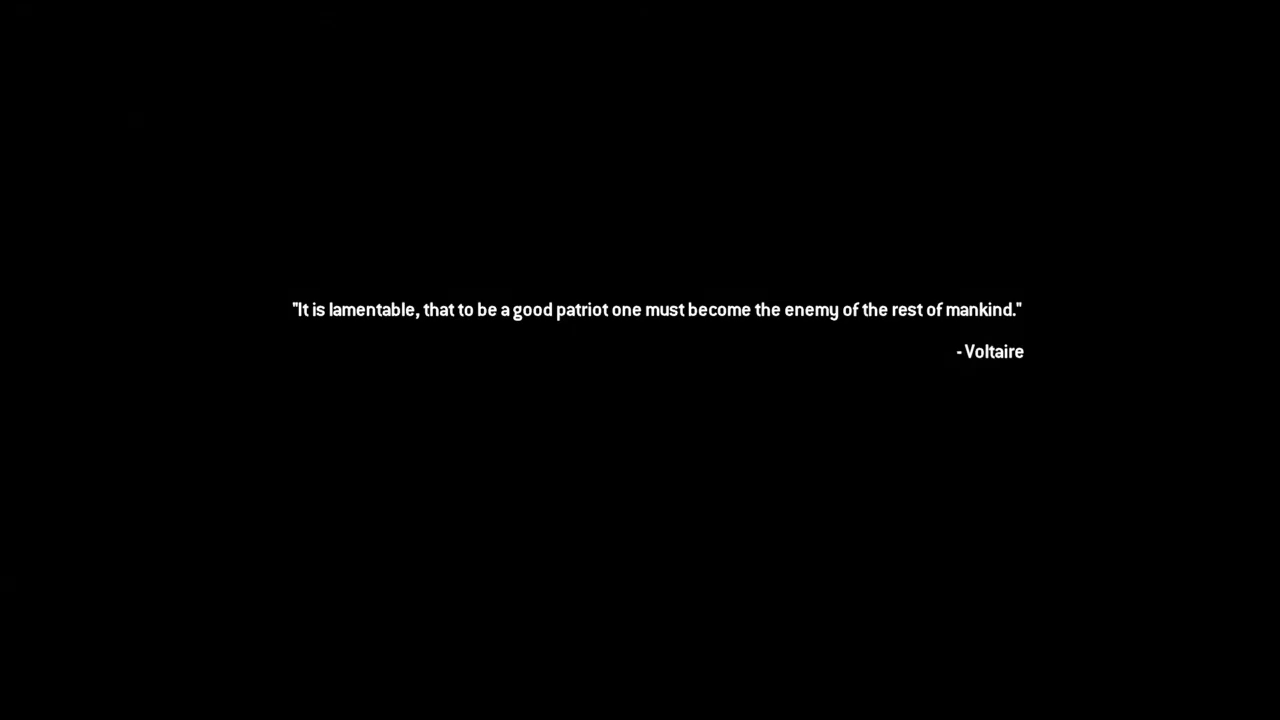 "It is lamentable, that to be a good patriot one must become the enemy of the rest of mankind."
- Voltaire